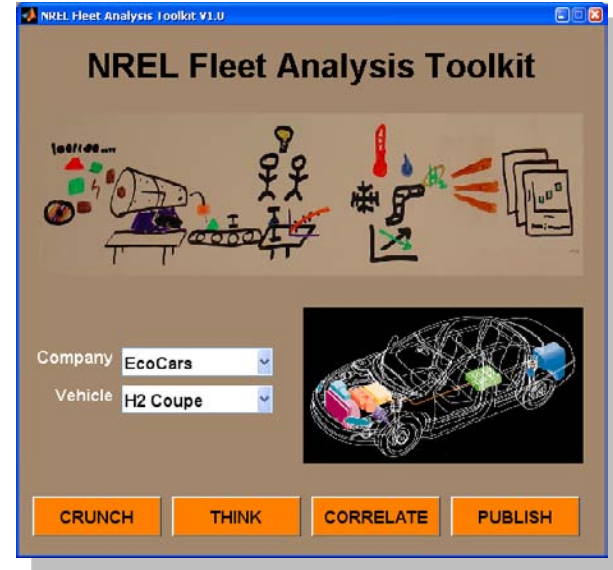 NREL Fleet Analysis Toolkit V1.0
NREL Fleet Analysis Toolkit
Company
EcoCars
Vehicle
H2 Coupe
CRUNCH
THINK
CORRELATE
PUBLISH